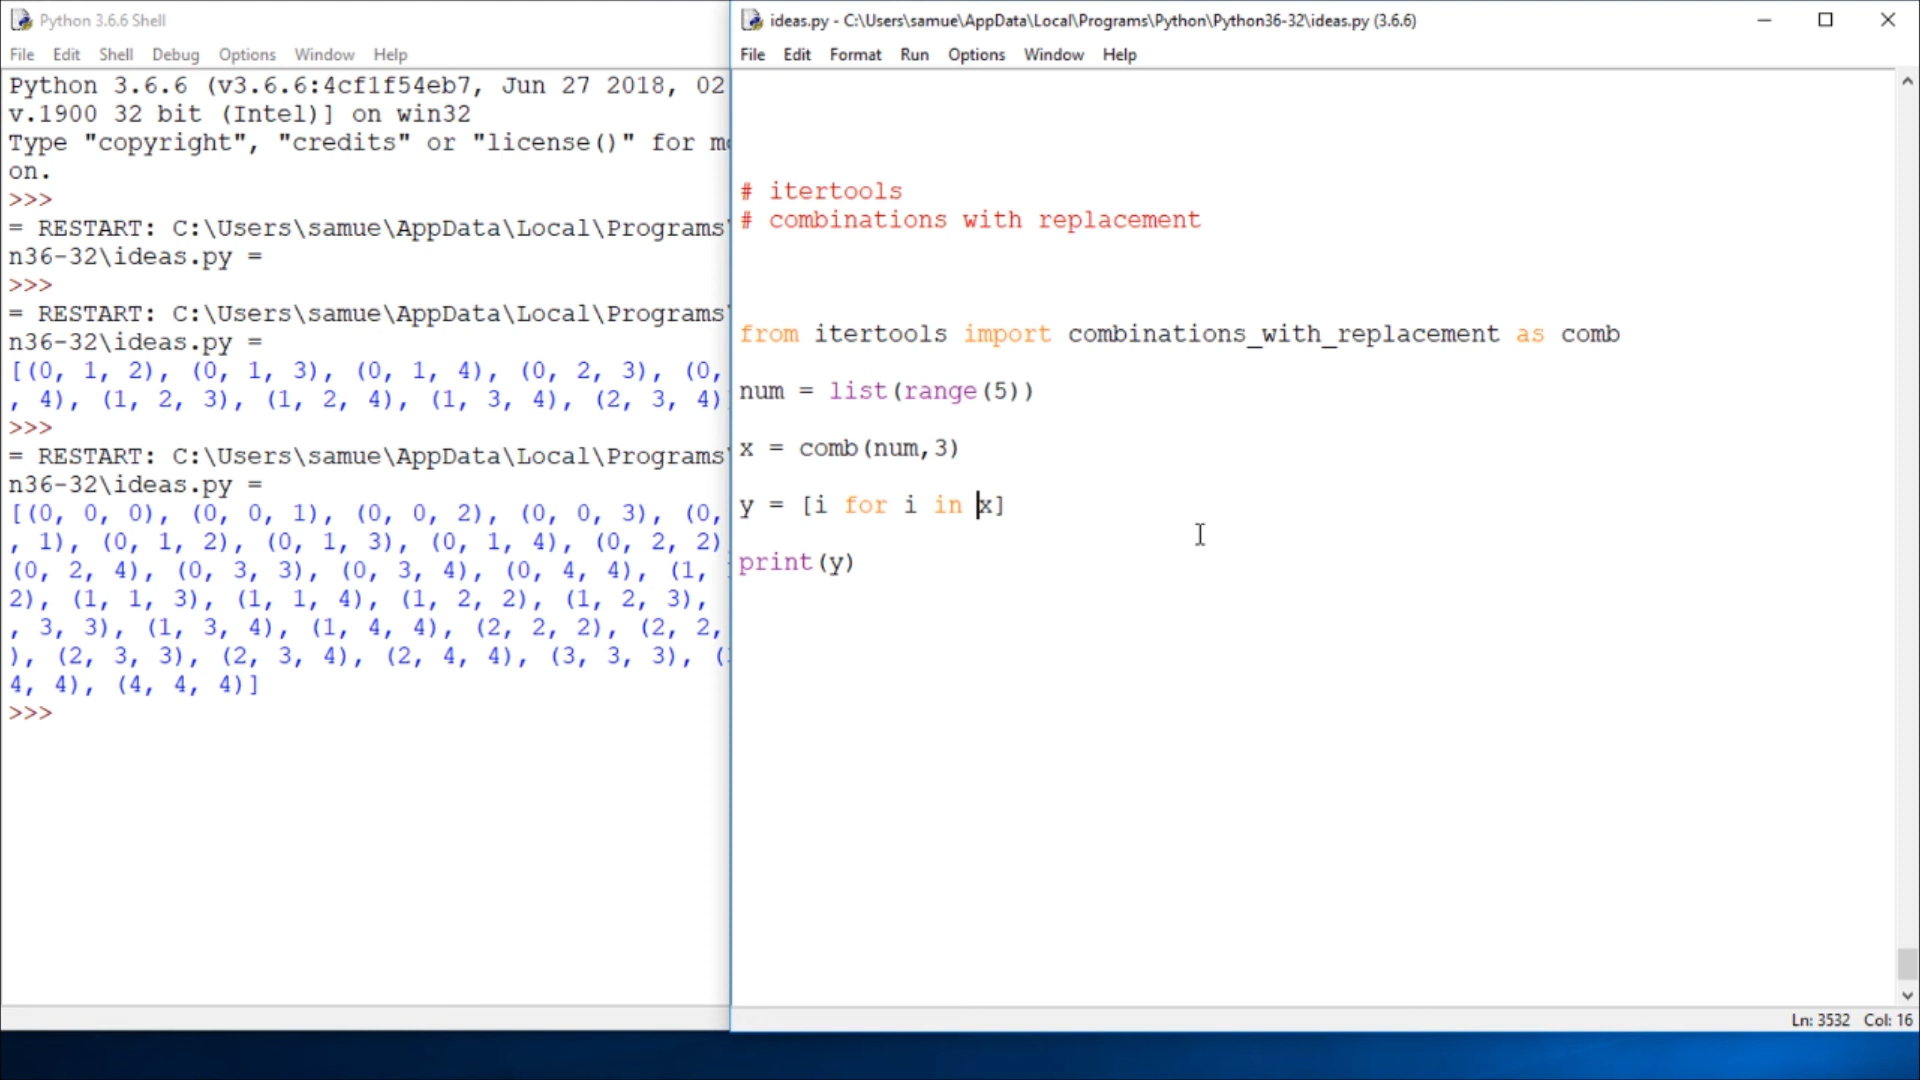 Python 3.6.6 Shell
File Edit Shell Debug Options Window Help
Python 3.6.6 (v3.6.6:4cf1f54eb7, Jun 27 2018, 02
v.1900 32 bit (Intel)] on win32
Type "copyright", "credits" or "license()" for m
on.
>>>
= RESTART: C:\Users\samue\AppData\Local\Programs\
n36-32\ideas.py =
>>>
= RESTART: C:\Users\samue\AppData\Local\Programs\
n36-32\ideas.py =
[(0, 1, 2), (0, 1, 3), (0, 1, 4), (0, 2, 3), (0,
, 4), (1, 2, 3), (1, 2, 4), (1, 3, 4), (2, 3, 4)
>>>
= RESTART: C:\Users\samue\AppData\Local\Programs\
n36-32\ideas.py =
[(0, 0, 0), (0, 0, 1), (0, 0, 2), (0, 0, 3), (0,
, 1), (0, 1, 2), (0, 1, 3), (0, 1, 4), (0, 2, 2)
(0, 2, 4), (0, 3, 3), (0, 3, 4), (0, 4, 4), (1,
2), (1, 1, 3), (1, 1, 4), (1, 2, 2), (1, 2, 3),
, 3, 3), (1, 3, 4), (1, 4, 4), (2, 2, 2), (2, 2,
), (2, 3, 3), (2, 3, 4), (2, 4, 4), (3, 3, 3), (
4, 4), (4, 4, 4)]
>>>
ideas.py - C:\Users\samue\AppData\Local\Programs\Python\Python36-32\ideas.py (3.6.6)
File Edit Format Run Options Window Help
# itertools
# combinations with replacement
from itertools import combinations_with_replacement as comb
num = list(range(5))
x = comb(num,3)
y = [i for i in x]
print(y)
Ln: 3532 Col: 16